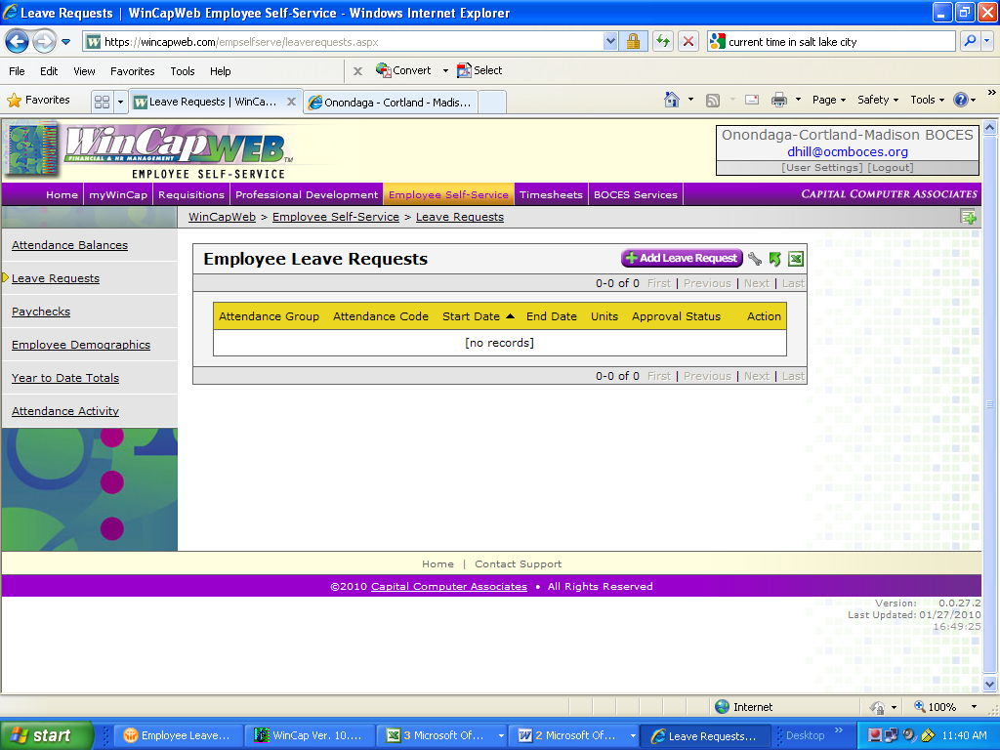 Leave Requests | WinCapWeb Employee Self-Service - Windows Internet Explorer
https://wincapweb.com/empselfserve/leaverequests.aspx
current time in salt lake city
File Edit View Favorites Tools Help
x Convert Select
Favorites
Leave Requests | WinCa...
Onondaga - Cortland - Madis...
Page Safety Tools
WinCapWEB TM
FINANCIAL & HR MANAGEMENT
EMPLOYEE SELF-SERVICE
Onondaga-Cortland-Madison BOCES
dhill@ocmboces.org
[User Settings] [Logout]
Home myWinCap Requisitions Professional Development Employee Self-Service Timesheets BOCES Services CAPITAL COMPUTER ASSOCIATES
WinCapWeb > Employee Self-Service > Leave Requests
Attendance Balances
Leave Requests
Paychecks
Employee Demographics
Year to Date Totals
Attendance Activity
Employee Leave Requests
Add Leave Request
0-0 of 0 First | Previous | Next | Last
Attendance Group Attendance Code Start Date End Date Units Approval Status Action
[no records]
0-0 of 0 First | Previous | Next | Last
Home | Contact Support
©2010 Capital Computer Associates • All Rights Reserved
Version: 0.0.27.2
Last Updated: 01/27/2010
16:49:25
Internet 100%
start
Employee Leave...
WinCap Ver. 10....
3 Microsoft Of...
2 Microsoft Of...
Leave Requests...
Desktop
11:40 AM